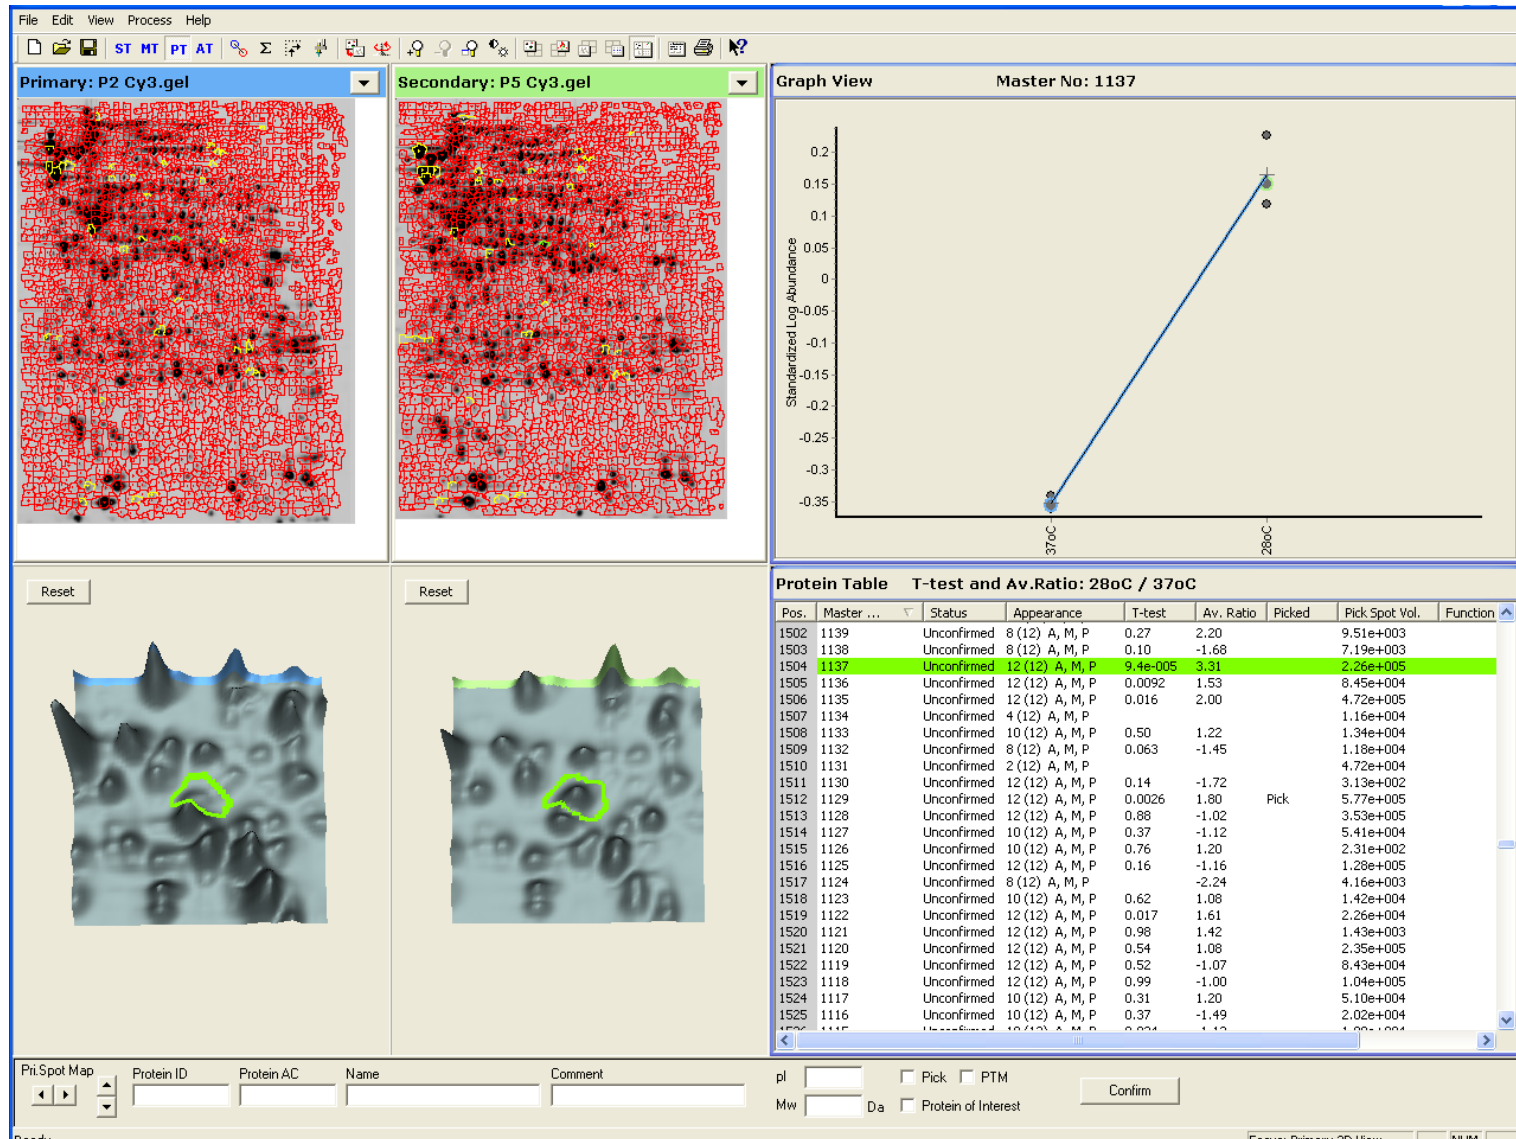 File Edit View Process Help
ST MT PT AT Σ
Primary: P2 Cy3.gel
Secondary: P5 Cy3.gel
Graph View Master No: 1137
Standardized Log Abundance
0.2
0.15
0.1
0.05
0
-0.05
-0.1
-0.15
-0.2
-0.25
-0.3
-0.35
37oC
28oC
Reset
Reset
Protein Table T-test and Av.Ratio: 28oC / 37oC
Pos. Master ... Status Appearance T-test Av. Ratio Picked Pick Spot Vol. Function
1502 1139 Unconfirmed 8 (12) A, M, P 0.27 2.20 9.51e+003
1503 1138 Unconfirmed 8 (12) A, M, P 0.10 -1.68 7.19e+003
1504 1137 Unconfirmed 12 (12) A, M, P 9.4e-005 3.31 2.26e+005
1505 1136 Unconfirmed 12 (12) A, M, P 0.0092 1.53 8.45e+004
1506 1135 Unconfirmed 12 (12) A, M, P 0.016 2.00 4.72e+005
1507 1134 Unconfirmed 4 (12) A, M, P 1.16e+004
1508 1133 Unconfirmed 10 (12) A, M, P 0.50 1.22 1.34e+004
1509 1132 Unconfirmed 8 (12) A, M, P 0.063 -1.45 1.18e+004
1510 1131 Unconfirmed 2 (12) A, M, P 4.72e+004
1511 1130 Unconfirmed 12 (12) A, M, P 0.14 -1.72 3.13e+002
1512 1129 Unconfirmed 12 (12) A, M, P 0.0026 1.80 Pick 5.77e+005
1513 1128 Unconfirmed 12 (12) A, M, P 0.88 -1.02 3.53e+005
1514 1127 Unconfirmed 10 (12) A, M, P 0.37 -1.12 5.41e+004
1515 1126 Unconfirmed 10 (12) A, M, P 0.76 1.20 2.31e+002
1516 1125 Unconfirmed 12 (12) A, M, P 0.16 -1.16 1.28e+005
1517 1124 Unconfirmed 8 (12) A, M, P -2.24 4.16e+003
1518 1123 Unconfirmed 10 (12) A, M, P 0.62 1.08 1.42e+004
1519 1122 Unconfirmed 12 (12) A, M, P 0.017 1.61 2.26e+004
1520 1121 Unconfirmed 12 (12) A, M, P 0.98 1.42 1.43e+003
1521 1120 Unconfirmed 12 (12) A, M, P 0.54 1.08 2.35e+005
1522 1119 Unconfirmed 12 (12) A, M, P 0.52 -1.07 8.43e+004
1523 1118 Unconfirmed 12 (12) A, M, P 0.99 -1.00 1.04e+005
1524 1117 Unconfirmed 10 (12) A, M, P 0.31 1.20 5.10e+004
1525 1116 Unconfirmed 10 (12) A, M, P 0.37 -1.49 2.02e+004
Pri.Spot Map Protein ID Protein AC Name Comment
pI Pick PTM
Confirm
Mw Da Protein of Interest